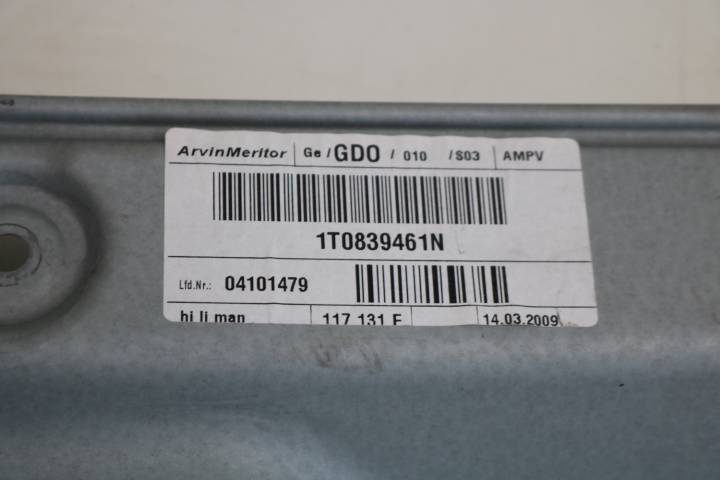 ArvinMeritor Ge / GDO / 010 / S03 AMPV
1T0839461N
Lfd.Nr.: 04101479
hi li man 117 131 F 14.03.2009